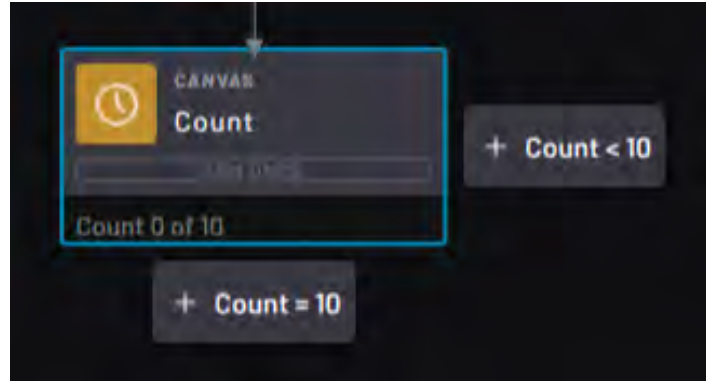 CANVAS
Count
+ Count < 10
Count 0 of 10
+ Count = 10